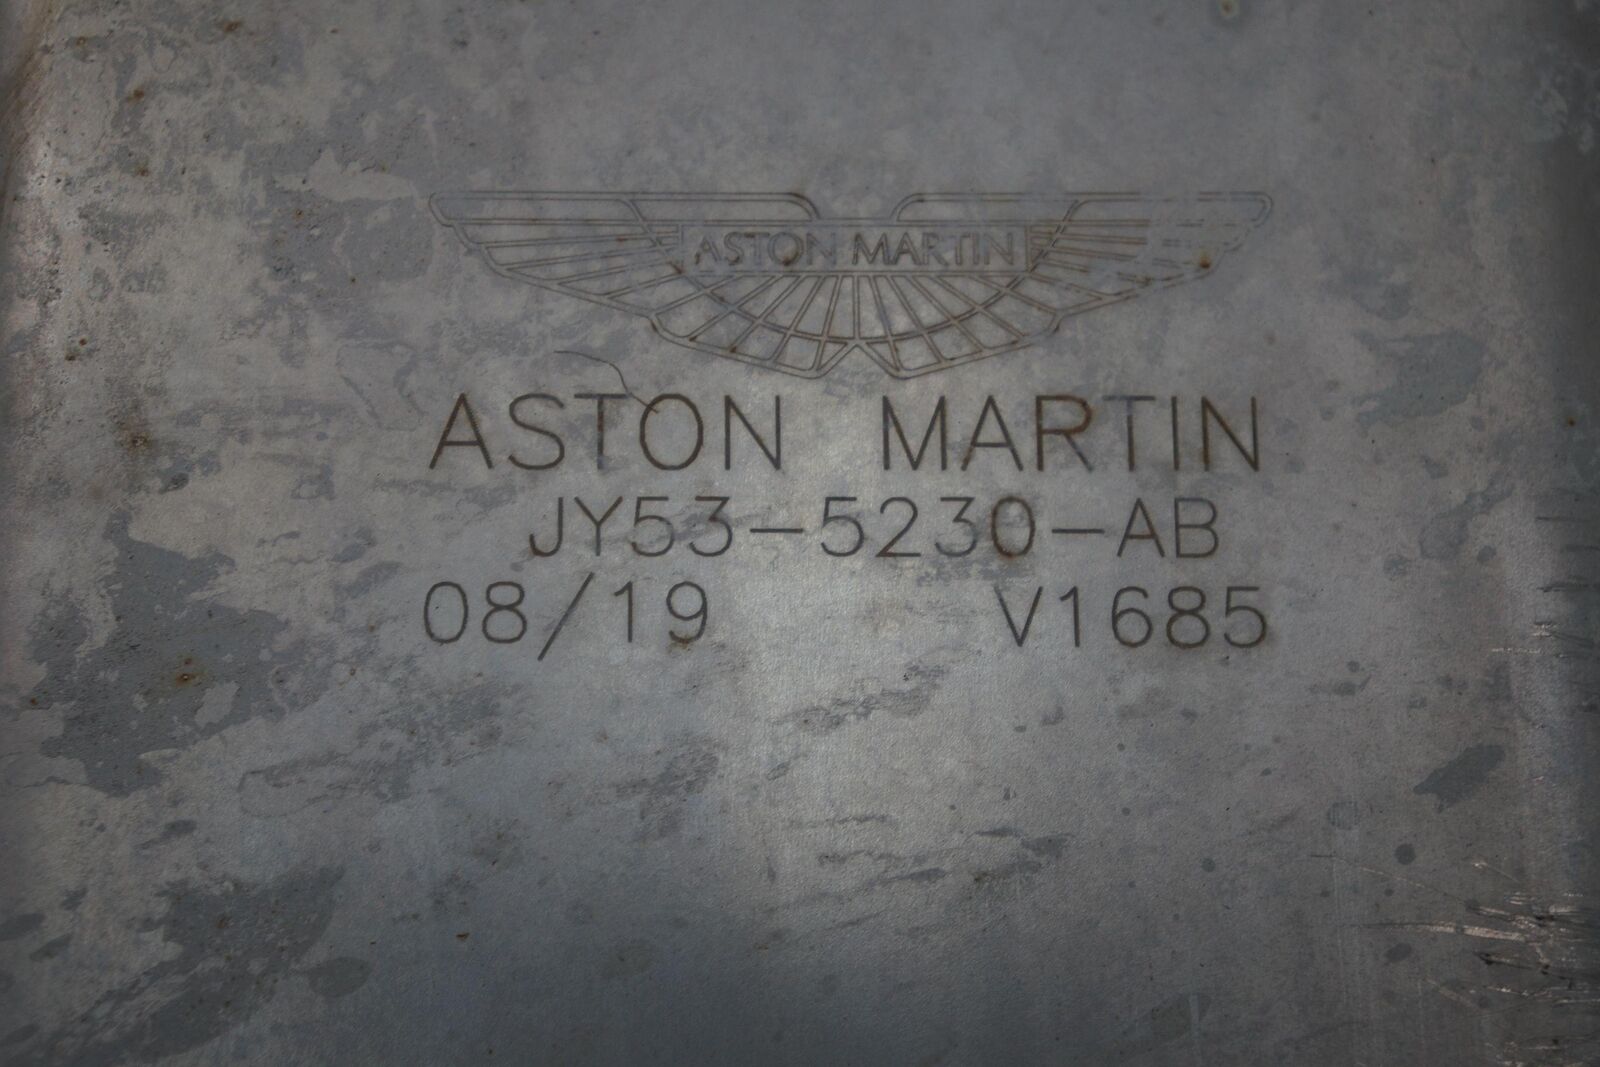 ASTON MARTIN
ASTON MARTIN
JY53-5230-AB
08/19 V1685